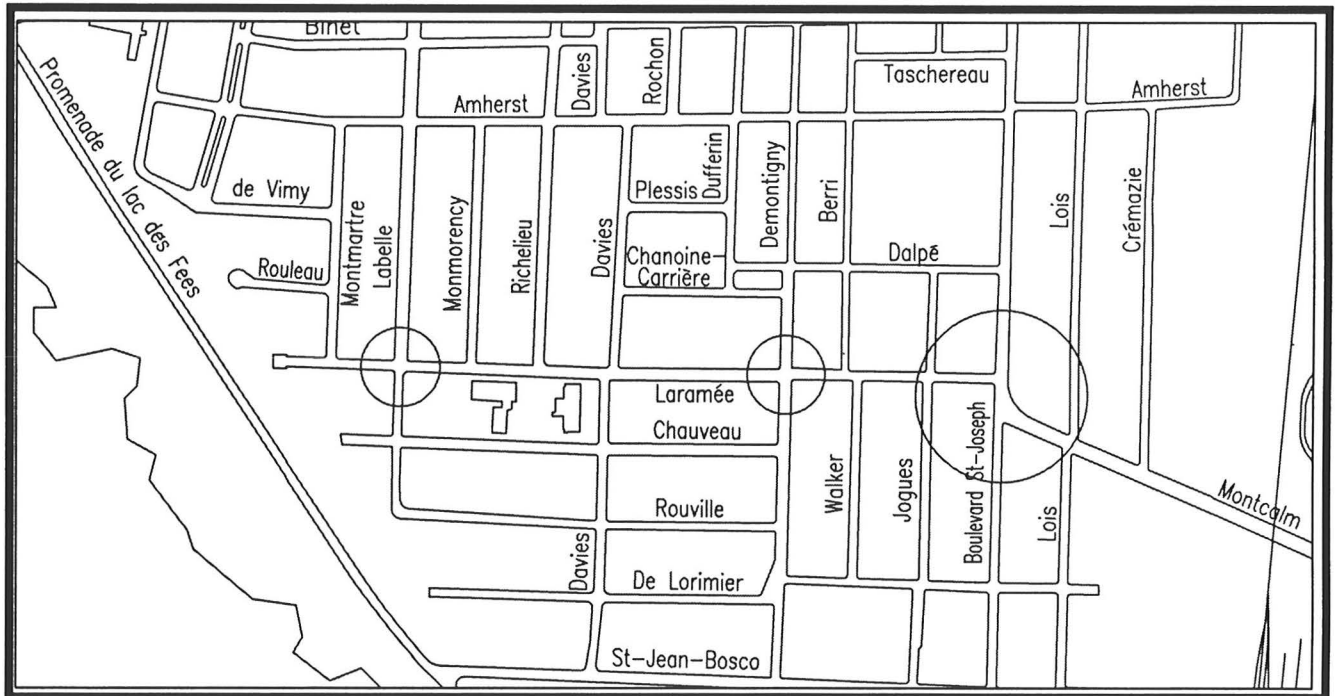 Binet
Promenade du lac des Fees
Amherst
Davies
Rochon
Taschereau
Amherst
de Vimy
Montmartre
Labelle
Monmorency
Richelieu
Davies
Plessis
Dufferin
Demontigny
Berri
Lois
Crémazie
Rouleau
Chanoine-
Carrière
Dalpé
Laramée
Chauveau
Walker
Jogues
Boulevard St-Joseph
Lois
Montcalm
Rouville
Davies
De Lorimier
St-Jean-Bosco